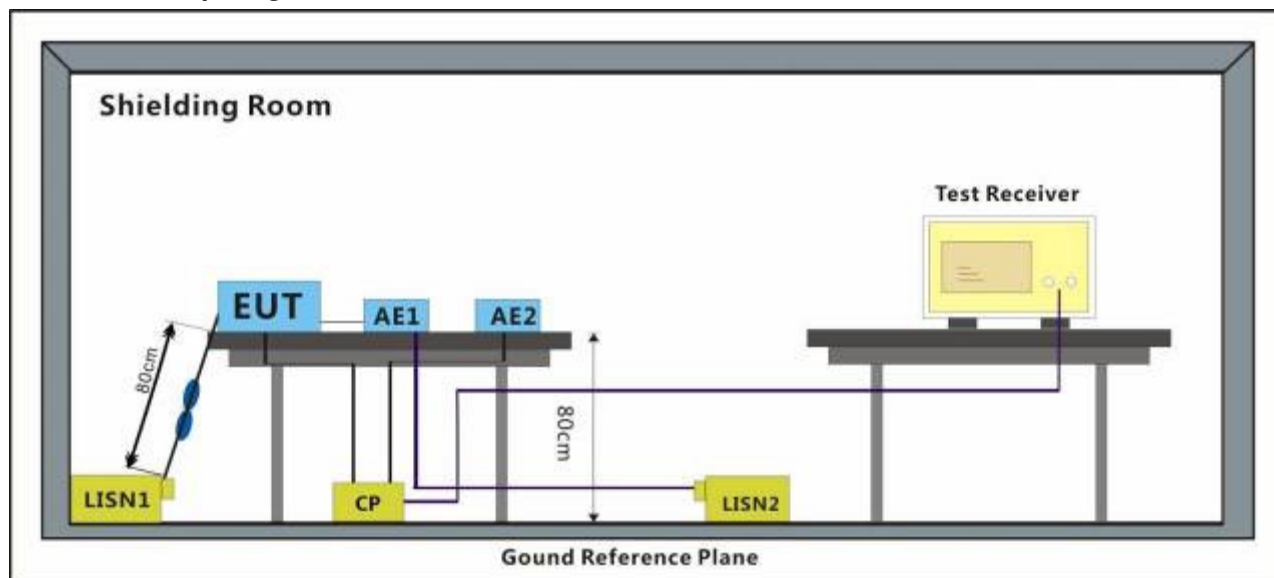 Shielding Room
Test Receiver
EUT
AE1
AE2
80cm
80cm
LISN1
CP
LISN2
Gound Reference Plane